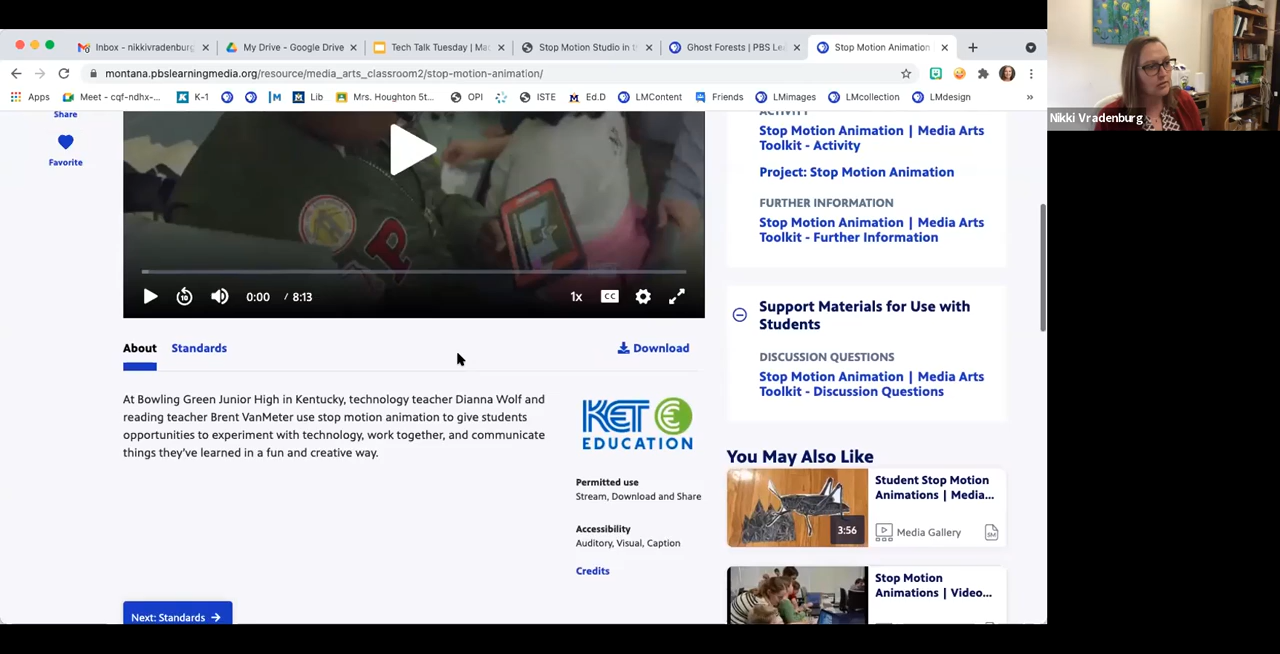 Inbox - nikkivradenburg
My Drive - Google Drive
Tech Talk Tuesday | Ma
Stop Motion Studio in t
Ghost Forests | PBS Le
Stop Motion Animation
montana.pbslearningmedia.org/resource/media_arts_classroom2/stop-motion-animation/
Apps
Meet - cqf-ndhx-...
K-1
M
Lib
Mrs. Houghton 5t...
OPI
ISTE
Ed.D
LMContent
Friends
LMimages
LMcollection
LMdesign
»
Nikki Vradenburg
Share
Favorite
P
10
0:00 / 8:13
1x
CC
About
Standards
Download
At Bowling Green Junior High in Kentucky, technology teacher Dianna Wolf and
reading teacher Brent VanMeter use stop motion animation to give students
opportunities to experiment with technology, work together, and communicate
things they've learned in a fun and creative way.
KET
EDUCATION
Permitted use
Stream, Download and Share
Accessibility
Auditory, Visual, Caption
Credits
Next: Standards →
ACTIVITY
Stop Motion Animation | Media Arts
Toolkit - Activity
Project: Stop Motion Animation
FURTHER INFORMATION
Stop Motion Animation | Media Arts
Toolkit - Further Information
Support Materials for Use with
Students
DISCUSSION QUESTIONS
Stop Motion Animation | Media Arts
Toolkit - Discussion Questions
You May Also Like
3:56
Student Stop Motion
Animations | Media...
Media Gallery
SM
Stop Motion
Animations | Video...